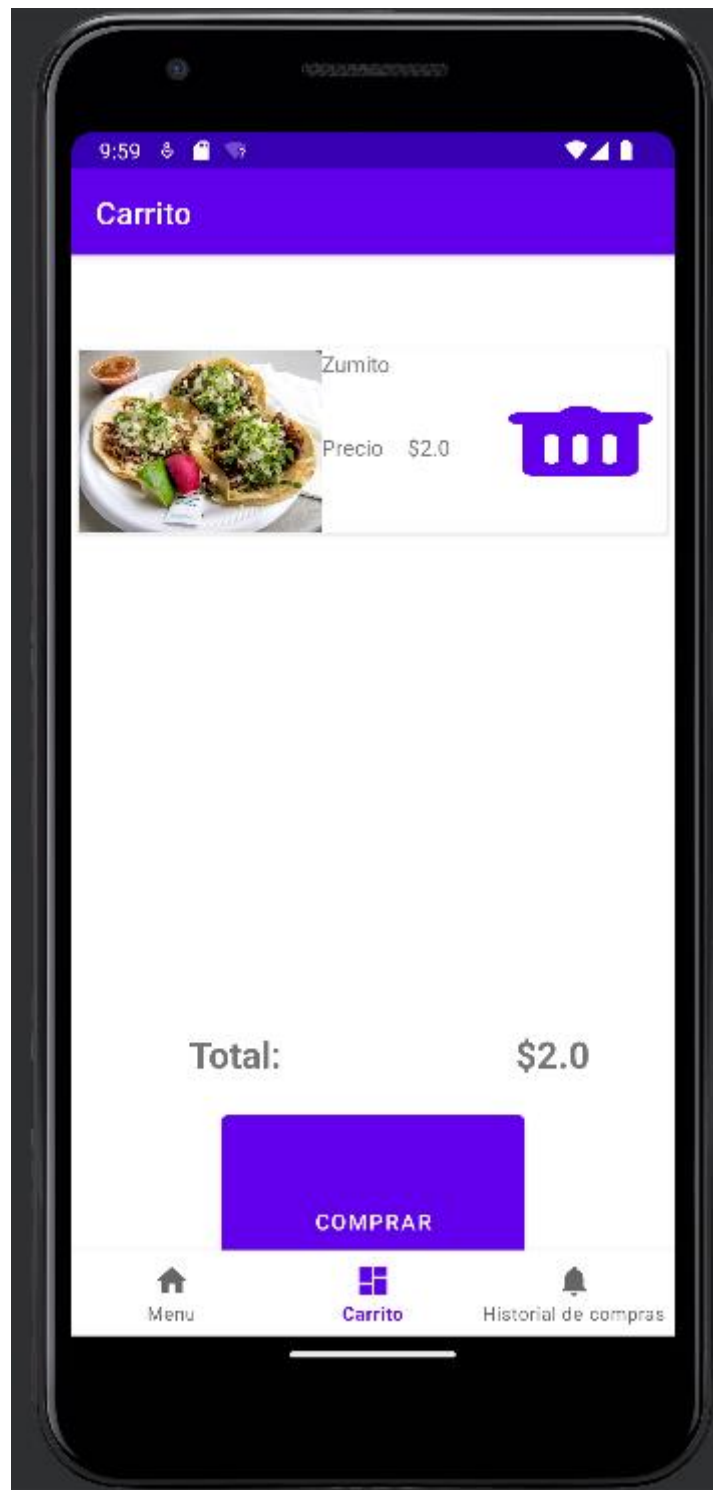 9:59
Carrito
Zumito
Precio $2.0
Total: $2.0
COMPRAR
Menu Carrito Historial de compras